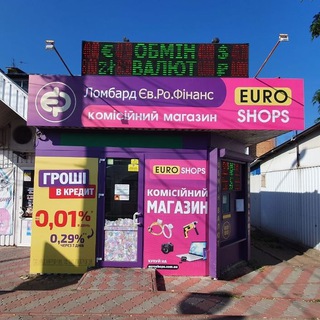 € ОБМІН $
zł ВАЛЮТ ₽
Ломбард Єв.Ро.Фінанс
комісійний магазин
EURO
SHOPS
ГРОШІ
В КРЕДИТ
0,01%
0,29%
EURO SHOPS
КОМІСІЙНИЙ
МАГАЗИН